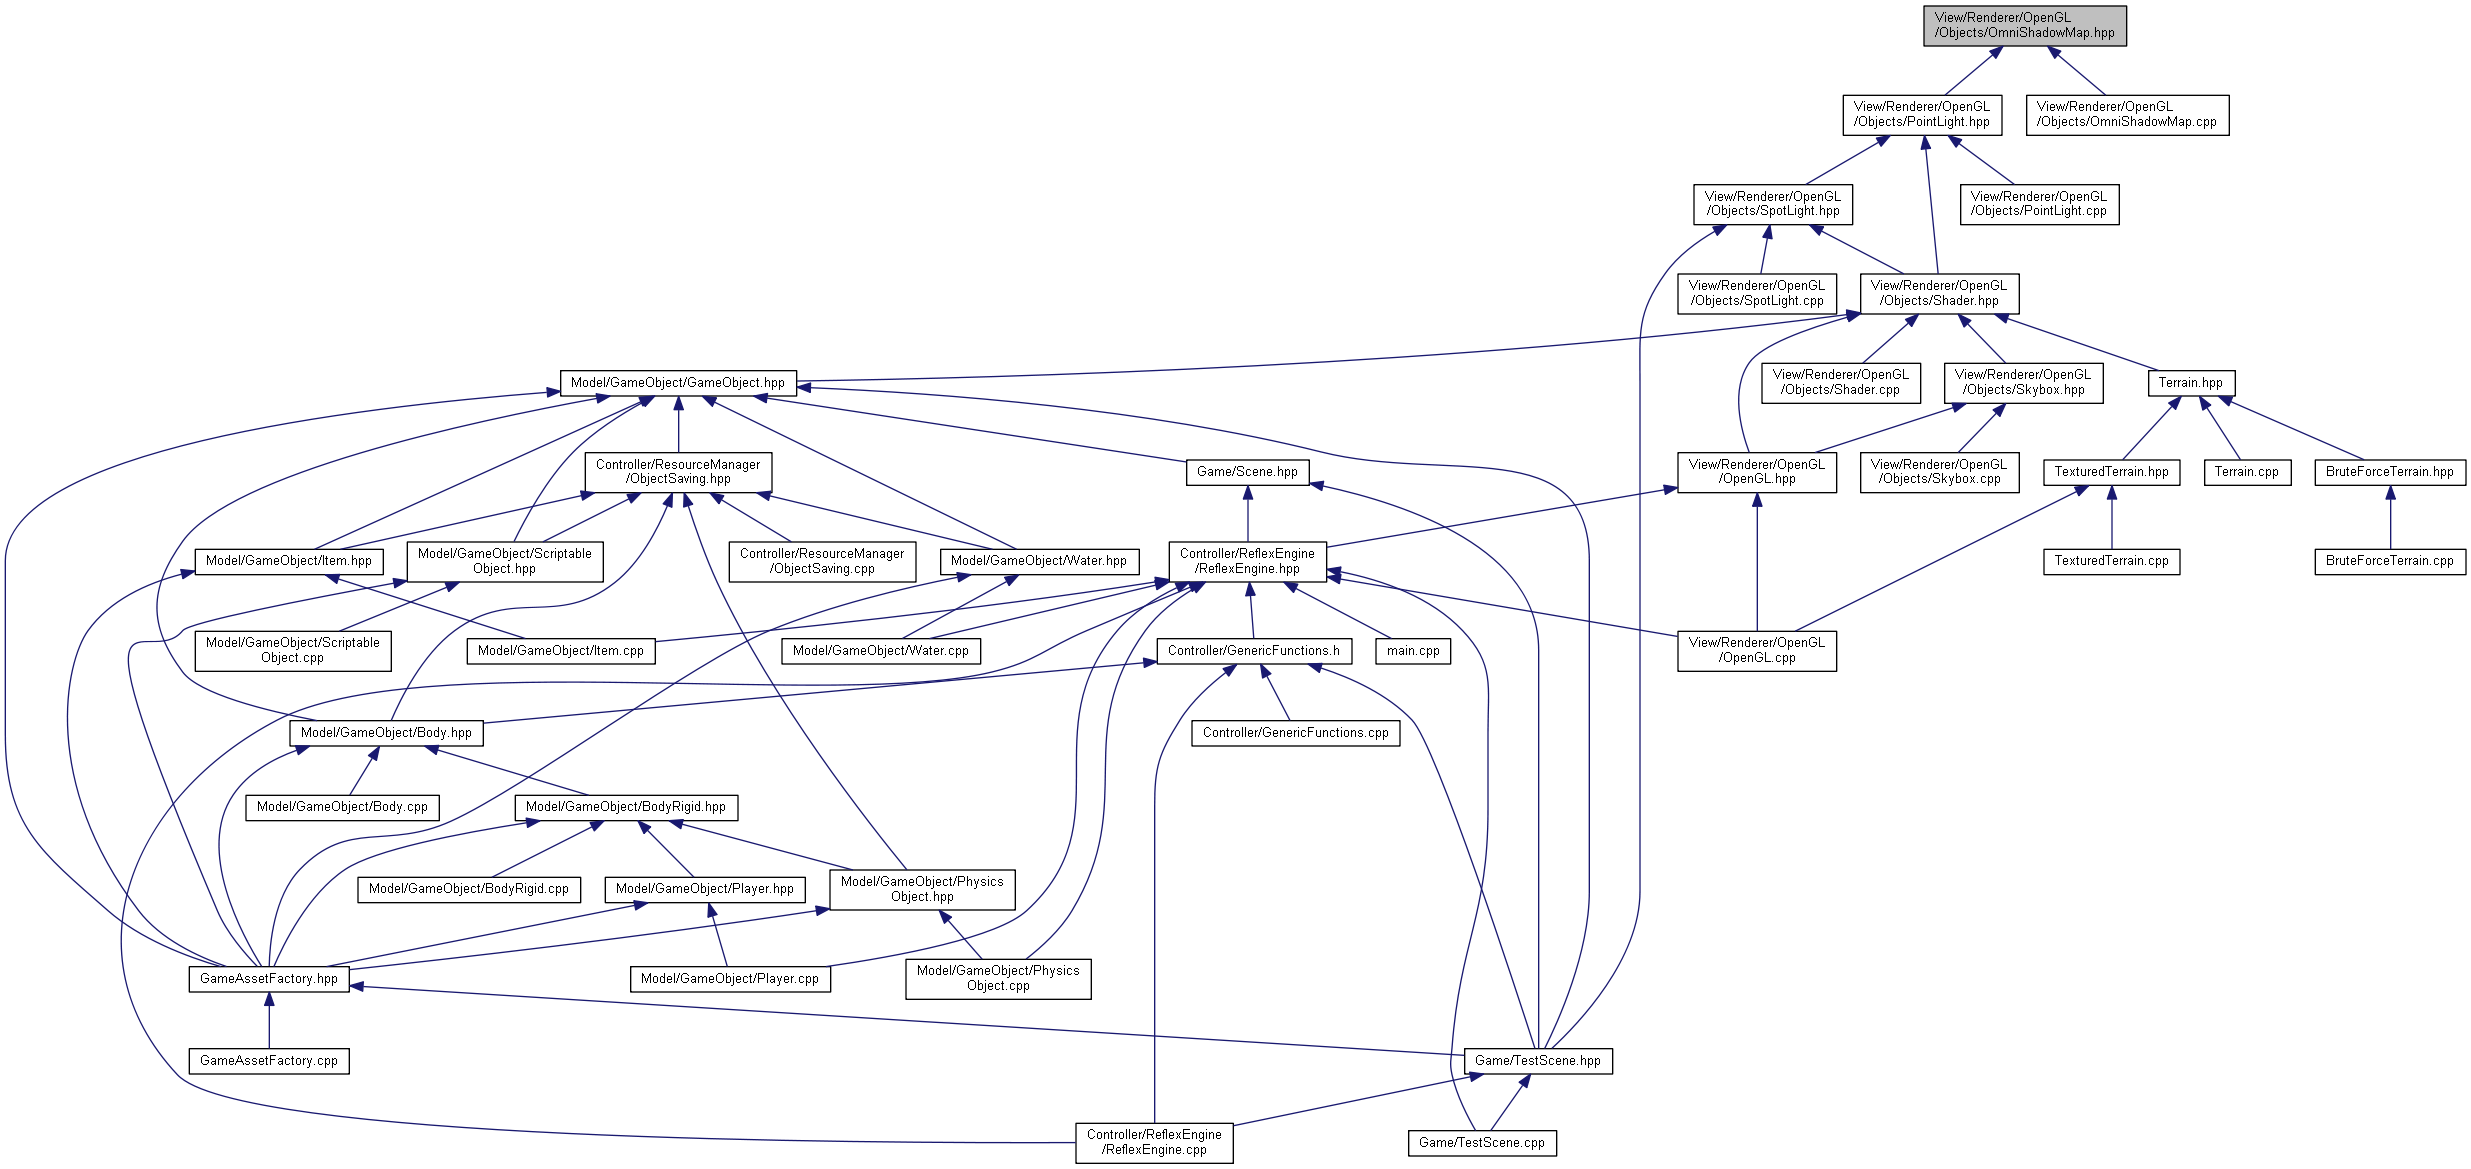 View/Renderer/OpenGL
/Objects/OmniShadowMap.hpp
View/Renderer/OpenGL
/Objects/PointLight.hpp
View/Renderer/OpenGL
/Objects/OmniShadowMap.cpp
View/Renderer/OpenGL
/Objects/SpotLight.hpp
View/Renderer/OpenGL
/Objects/PointLight.cpp
View/Renderer/OpenGL
/Objects/SpotLight.cpp
View/Renderer/OpenGL
/Objects/Shader.hpp
Model/GameObject/GameObject.hpp
View/Renderer/OpenGL
/Objects/Shader.cpp
View/Renderer/OpenGL
/Objects/Skybox.hpp
Terrain.hpp
Controller/ResourceManager
/ObjectSaving.hpp
Game/Scene.hpp
View/Renderer/OpenGL
/OpenGL.hpp
View/Renderer/OpenGL
/Objects/Skybox.cpp
TexturedTerrain.hpp
Terrain.cpp
BruteForceTerrain.hpp
Model/GameObject/Item.hpp
Model/GameObject/Scriptable
Object.hpp
Controller/ResourceManager
/ObjectSaving.cpp
Model/GameObject/Water.hpp
Controller/ReflexEngine
/ReflexEngine.hpp
TexturedTerrain.cpp
BruteForceTerrain.cpp
Model/GameObject/Scriptable
Object.cpp
Model/GameObject/Item.cpp
Model/GameObject/Water.cpp
Controller/GenericFunctions.h
main.cpp
View/Renderer/OpenGL
/OpenGL.cpp
Model/GameObject/Body.hpp
Controller/GenericFunctions.cpp
Model/GameObject/Body.cpp
Model/GameObject/BodyRigid.hpp
Model/GameObject/BodyRigid.cpp
Model/GameObject/Player.hpp
Model/GameObject/Physics
Object.hpp
GameAssetFactory.hpp
Model/GameObject/Player.cpp
Model/GameObject/Physics
Object.cpp
GameAssetFactory.cpp
Game/TestScene.hpp
Controller/ReflexEngine
/ReflexEngine.cpp
Game/TestScene.cpp